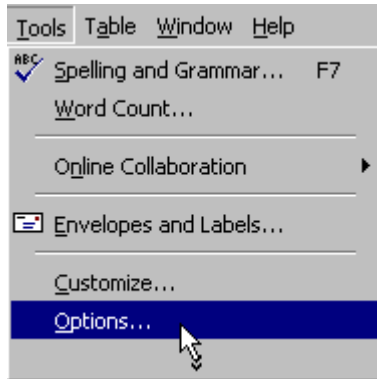 Tools Table Window Help
ABC Spelling and Grammar... F7
Word Count...
Online Collaboration
Envelopes and Labels...
Customize...
Options...